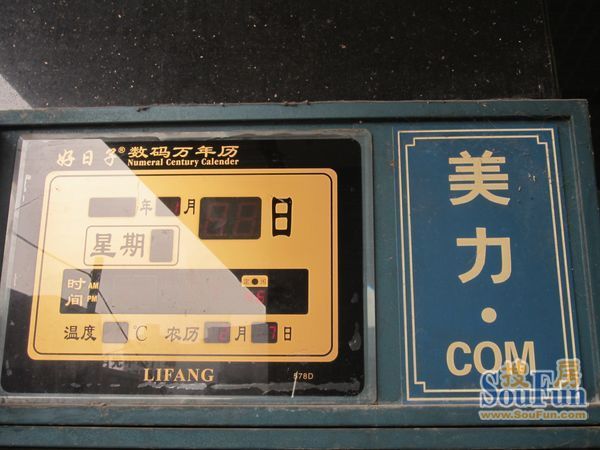 好日子® 数码万年历
Numeral Century Calender
年 月 日
星期
时间 AM PM
温度 ℃ 农历 月 日
LIFANG
578D
美力·COM
搜房
SouFun
www.SouFun.com